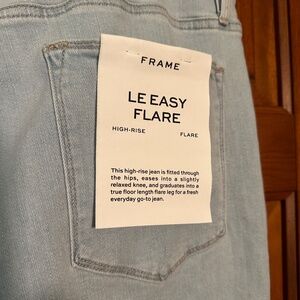 FRAME
LE EASY
FLARE
HIGH-RISE FLARE
This high-rise jean is fitted through
the hips, eases into a slightly
relaxed knee, and graduates into a
true floor length flare leg for a fresh
everyday go-to jean.